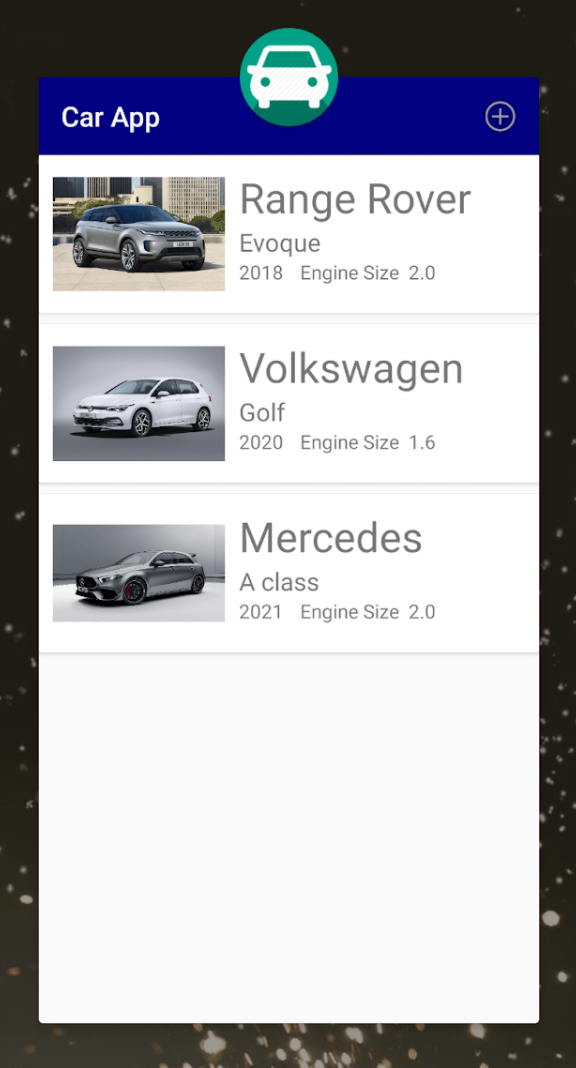 Car App
Range Rover
Evoque
2018 Engine Size 2.0
Volkswagen
Golf
2020 Engine Size 1.6
Mercedes
A class
2021 Engine Size 2.0